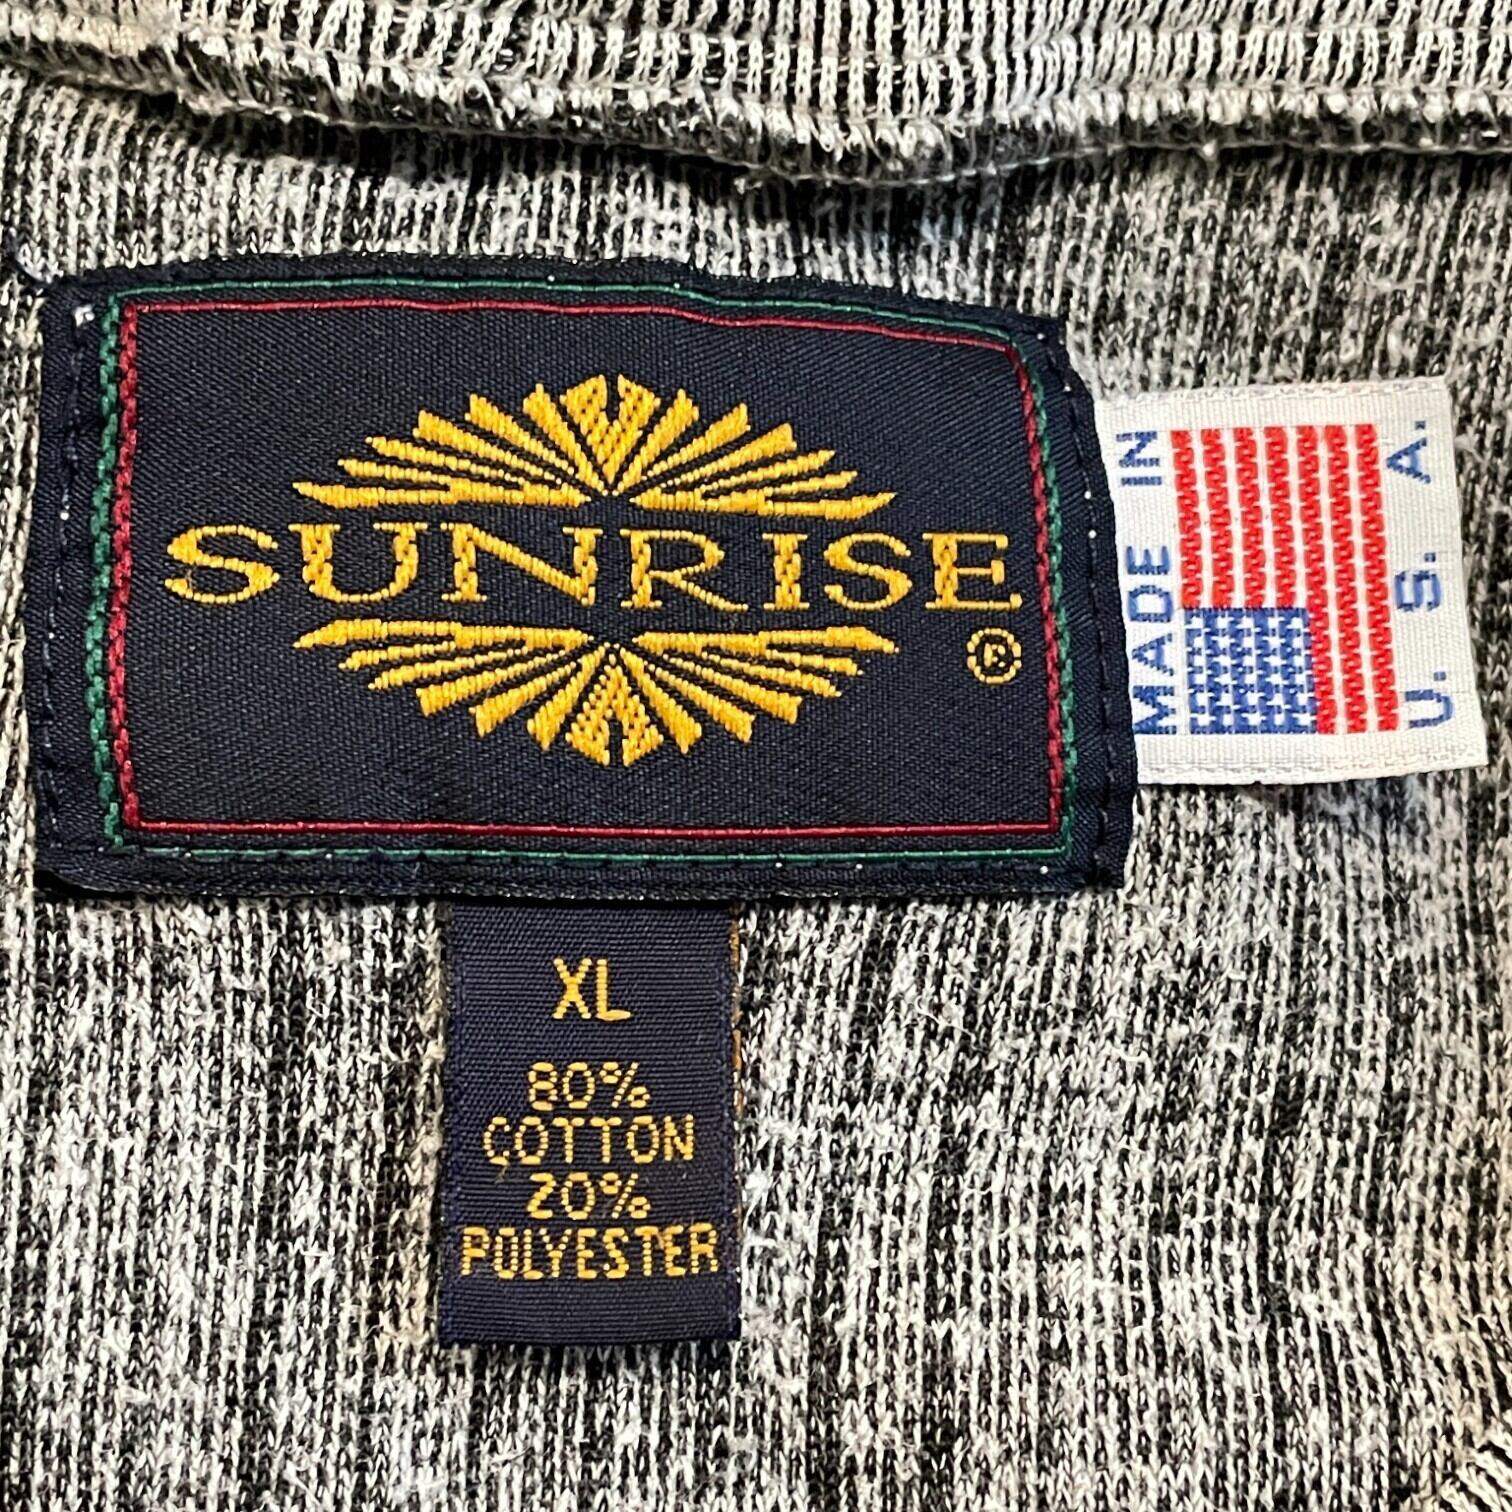 SUNRISE
®
MADE IN
U. S. A.
XL
80%
COTTON
20%
POLYESTER